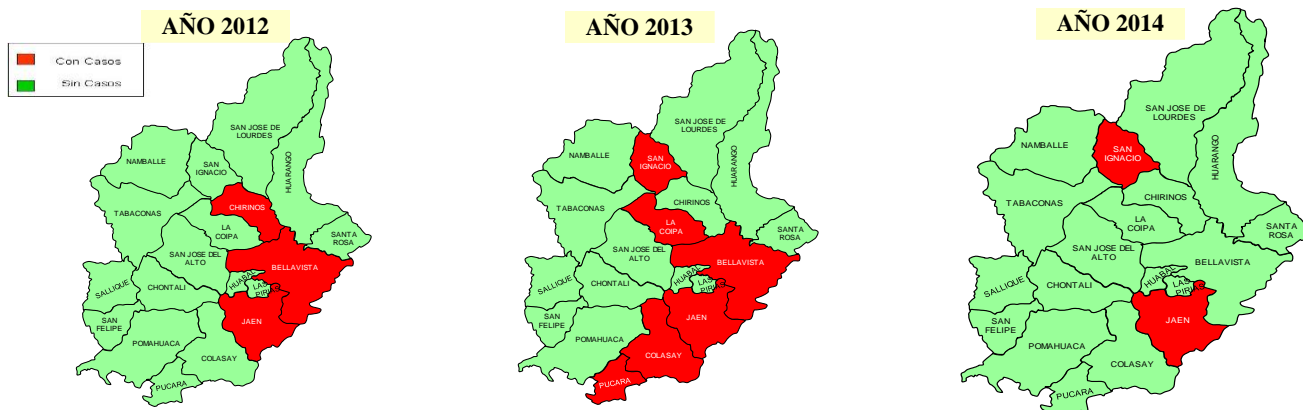 AÑO 2012
Con Casos
Sin Casos
SAN JOSE DE
LOURDES
NAMBALLE
SAN
IGNACIO
HUARANGO
CHIRINOS
TABACONAS
LA
COIPA
SANTA
ROSA
SAN JOSE DEL
ALTO
BELLAVISTA
HUABAL
SALLIQUE
CHONTALI
LAS
PIRIAS
SAN
FELIPE
JAEN
POMAHUACA
COLASAY
PUCARA
AÑO 2013
SAN JOSE DE
LOURDES
NAMBALLE
SAN
IGNACIO
HUARANGO
CHIRINOS
TABACONAS
LA
COIPA
SANTA
ROSA
SAN JOSE DEL
ALTO
BELLAVISTA
HUABAL
SALLIQUE
CHONTALI
LAS
PIRIAS
SAN
FELIPE
JAEN
POMAHUACA
COLASAY
PUCARA
AÑO 2014
SAN JOSE DE
LOURDES
NAMBALLE
SAN
IGNACIO
HUARANGO
CHIRINOS
TABACONAS
LA
COIPA
SANTA
ROSA
SAN JOSE DEL
ALTO
BELLAVISTA
HUABAL
SALLIQUE
CHONTALI
LAS
PIRIAS
SAN
FELIPE
JAEN
POMAHUACA
COLASAY
PUCARA